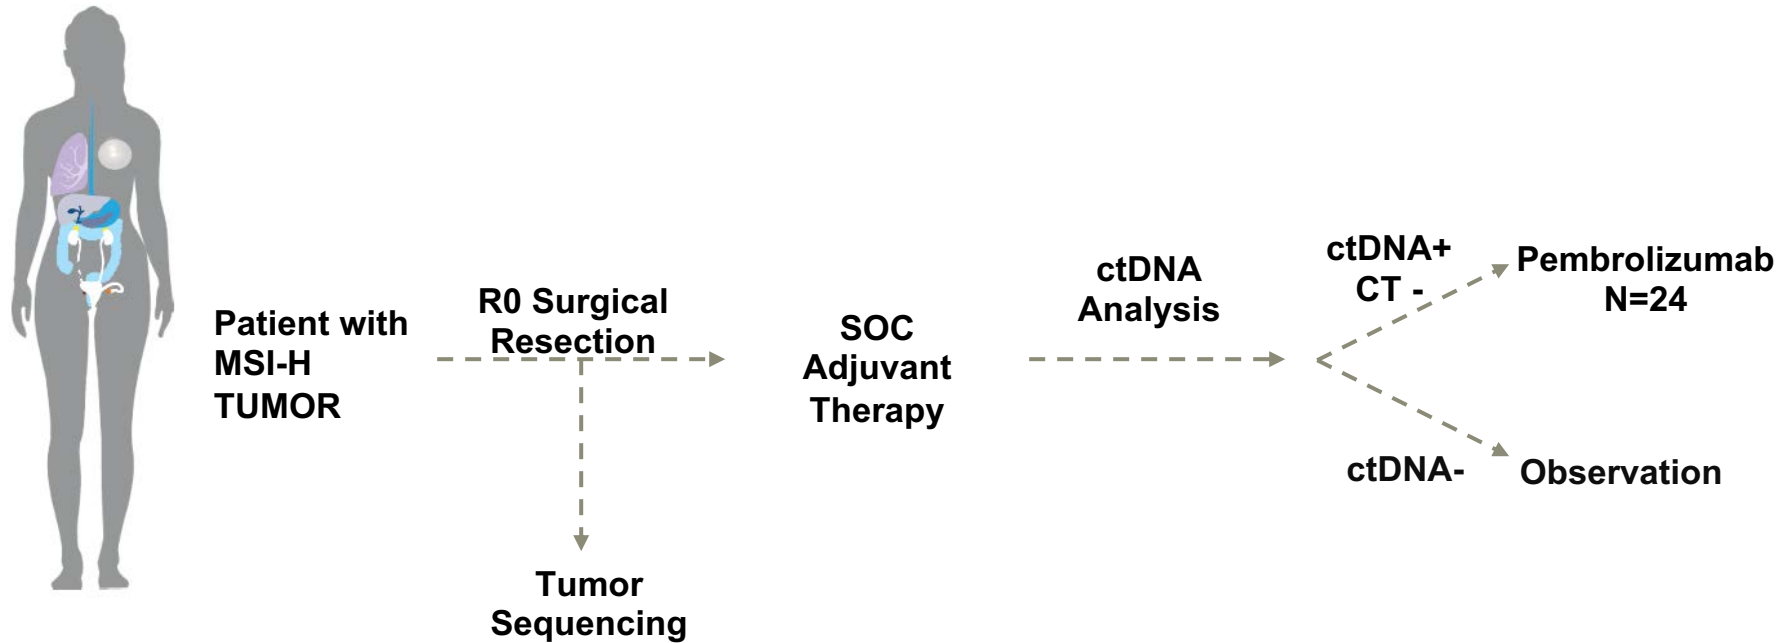 Patient with
MSI-H
TUMOR
R0 Surgical
Resection
Tumor
Sequencing
SOC
Adjuvant
Therapy
ctDNA
Analysis
ctDNA+
CT -
Pembrolizumab
N=24
ctDNA-
Observation